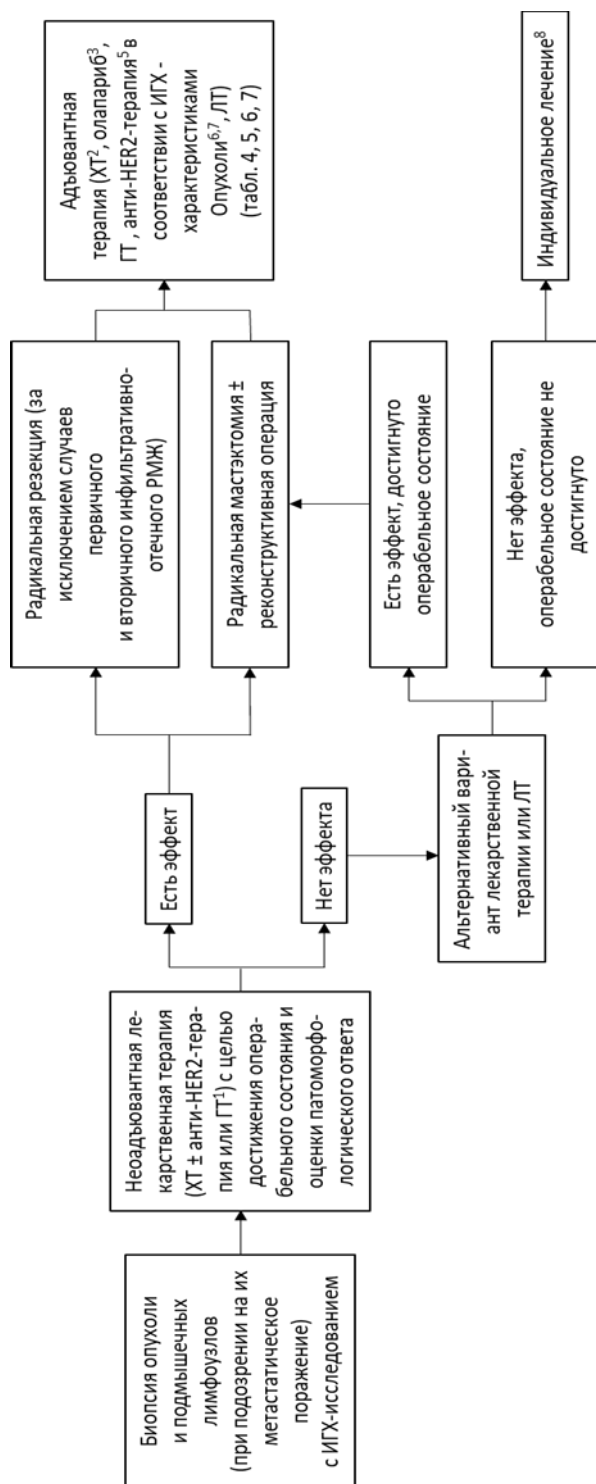 Биопсия опухоли
и подмышечных
лимфоузлов
(при подозрении на их
метастатическое
поражение)
с ИГХ-исследованием
Неоадъювантная ле-
карственная терапия
(ХТ ± анти-HER2-тера-
пия или ГТ¹) с целью
достижения опера-
бельного состояния и
оценки патоморфо-
логического ответа
Есть эффект
Нет эффекта
Альтернативный вари-
ант лекарственной
терапии или ЛТ
Радикальная резекция (за
исключением случаев
первичного
и вторичного инфильтративно-
отечного РМЖ)
Радикальная мастэктомия ±
реконструктивная операция
Есть эффект, достигнуто
операбельное состояние
Нет эффекта,
операбельное состояние не
достигнуто
Адъювантная
терапия (ХТ², олапариб³,
ГТ , анти-HER2-терапия⁵ в
соответствии с ИГХ -
характеристиками
Опухоли⁶,⁷, ЛТ)
(табл. 4, 5, 6, 7)
Индивидуальное лечение⁸